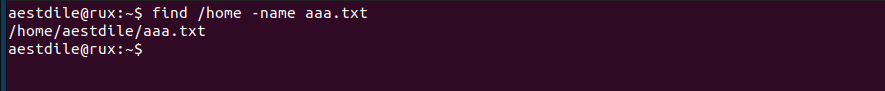 aestdile@rux:~$ find /home -name aaa.txt
/home/aestdile/aaa.txt
aestdile@rux:~$